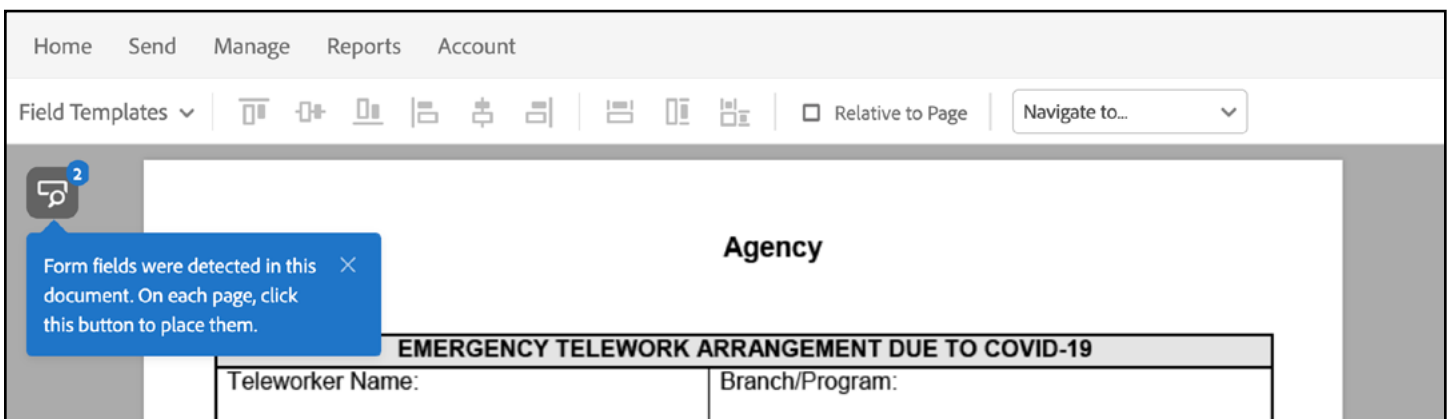 Home Send Manage Reports Account
Field Templates Relative to Page Navigate to...
2
Form fields were detected in this
document. On each page, click
this button to place them.
Agency
EMERGENCY TELEWORK ARRANGEMENT DUE TO COVID-19
Teleworker Name: Branch/Program: